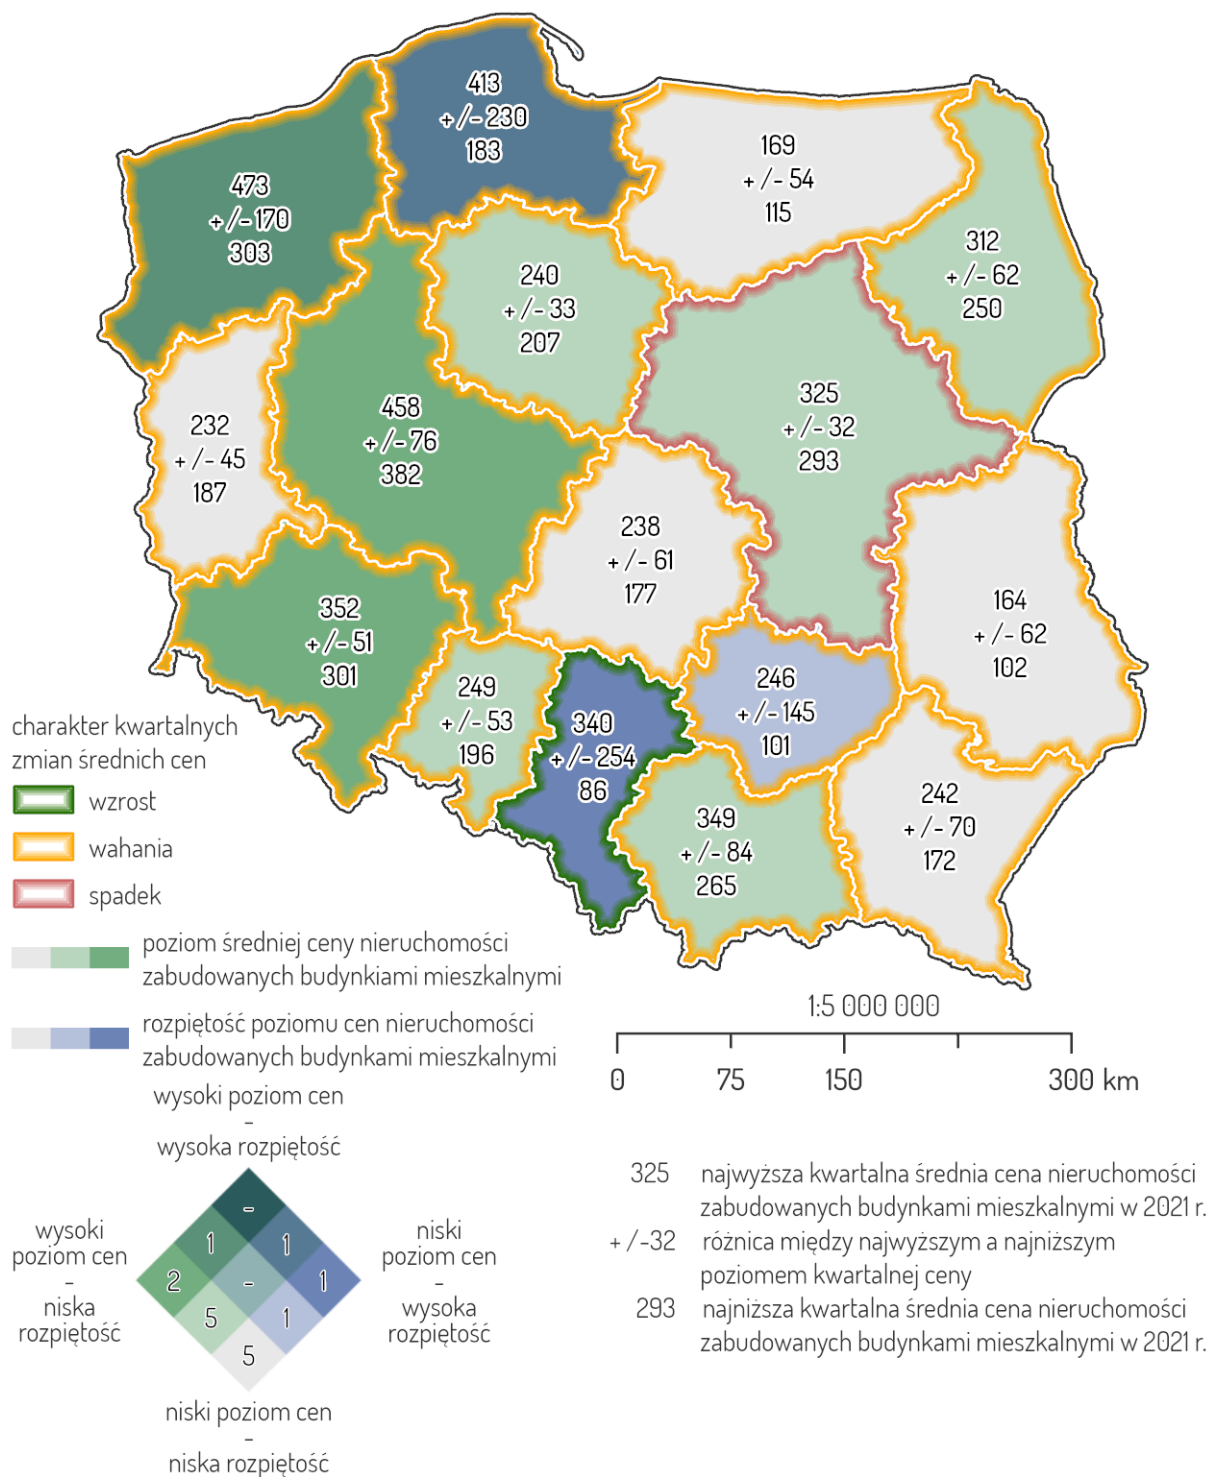 413
+/- 230
183
169
+/- 54
115
473
+/- 170
303
312
+/- 62
250
240
+/- 33
207
325
+/- 32
293
458
+/- 76
382
232
+/- 45
187
238
+/- 61
177
164
+/- 62
102
352
+/- 51
301
249
+/- 53
196
246
+/- 145
101
340
+/- 254
86
349
+/- 84
265
242
+/- 70
172
charakter kwartalnych
zmian średnich cen
wzrost
wahania
spadek
poziom średniej ceny nieruchomości
zabudowanych budynkiami mieszkalnymi
rozpiętość poziomu cen nieruchomości
zabudowanych budynkami mieszkalnymi
1:5 000 000
0 75 150 300 km
wysoki poziom cen
-
wysoka rozpiętość
wysoki
poziom cen
-
niska
rozpiętość
-
1 1
2 - 1
5 1
5
niski
poziom cen
-
wysoka
rozpiętość
niski poziom cen
-
niska rozpiętość
325 najwyższa kwartalna średnia cena nieruchomości
zabudowanych budynkami mieszkalnymi w 2021 r.
+/-32 różnica między najwyższym a najniższym
poziomem kwartalnej ceny
293 najniższa kwartalna średnia cena nieruchomości
zabudowanych budynkami mieszkalnymi w 2021 r.